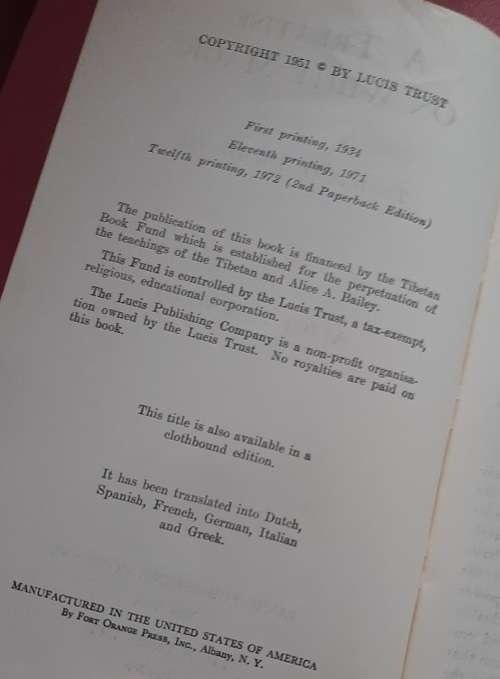 COPYRIGHT 1951 © BY LUCIS TRUST
First printing, 1934
Eleventh printing, 1971
Twelfth printing, 1972 (2nd Paperback Edition)
The publication of this book is financed by the Tibetan
Book Fund which is established for the perpetuation of
the teachings of the Tibetan and Alice A. Bailey.
This Fund is controlled by the Lucis Trust, a tax-exempt,
religious, educational corporation.
The Lucis Publishing Company is a non-profit organisa-
tion owned by the Lucis Trust. No royalties are paid on
this book.
This title is also available in a
clothbound edition.
It has been translated into Dutch,
Spanish, French, German, Italian
and Greek.
MANUFACTURED IN THE UNITED STATES OF AMERICA
By FORT ORANGE PRESS, INC., Albany, N. Y.